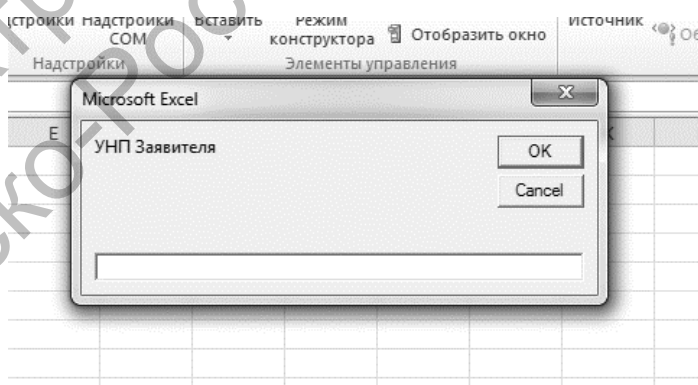 Надстройки Вставить Режим Источник
COM конструктора Отобразить окно
Надстройки Элементы управления
Microsoft Excel
E
УНП Заявителя
OK
Cancel